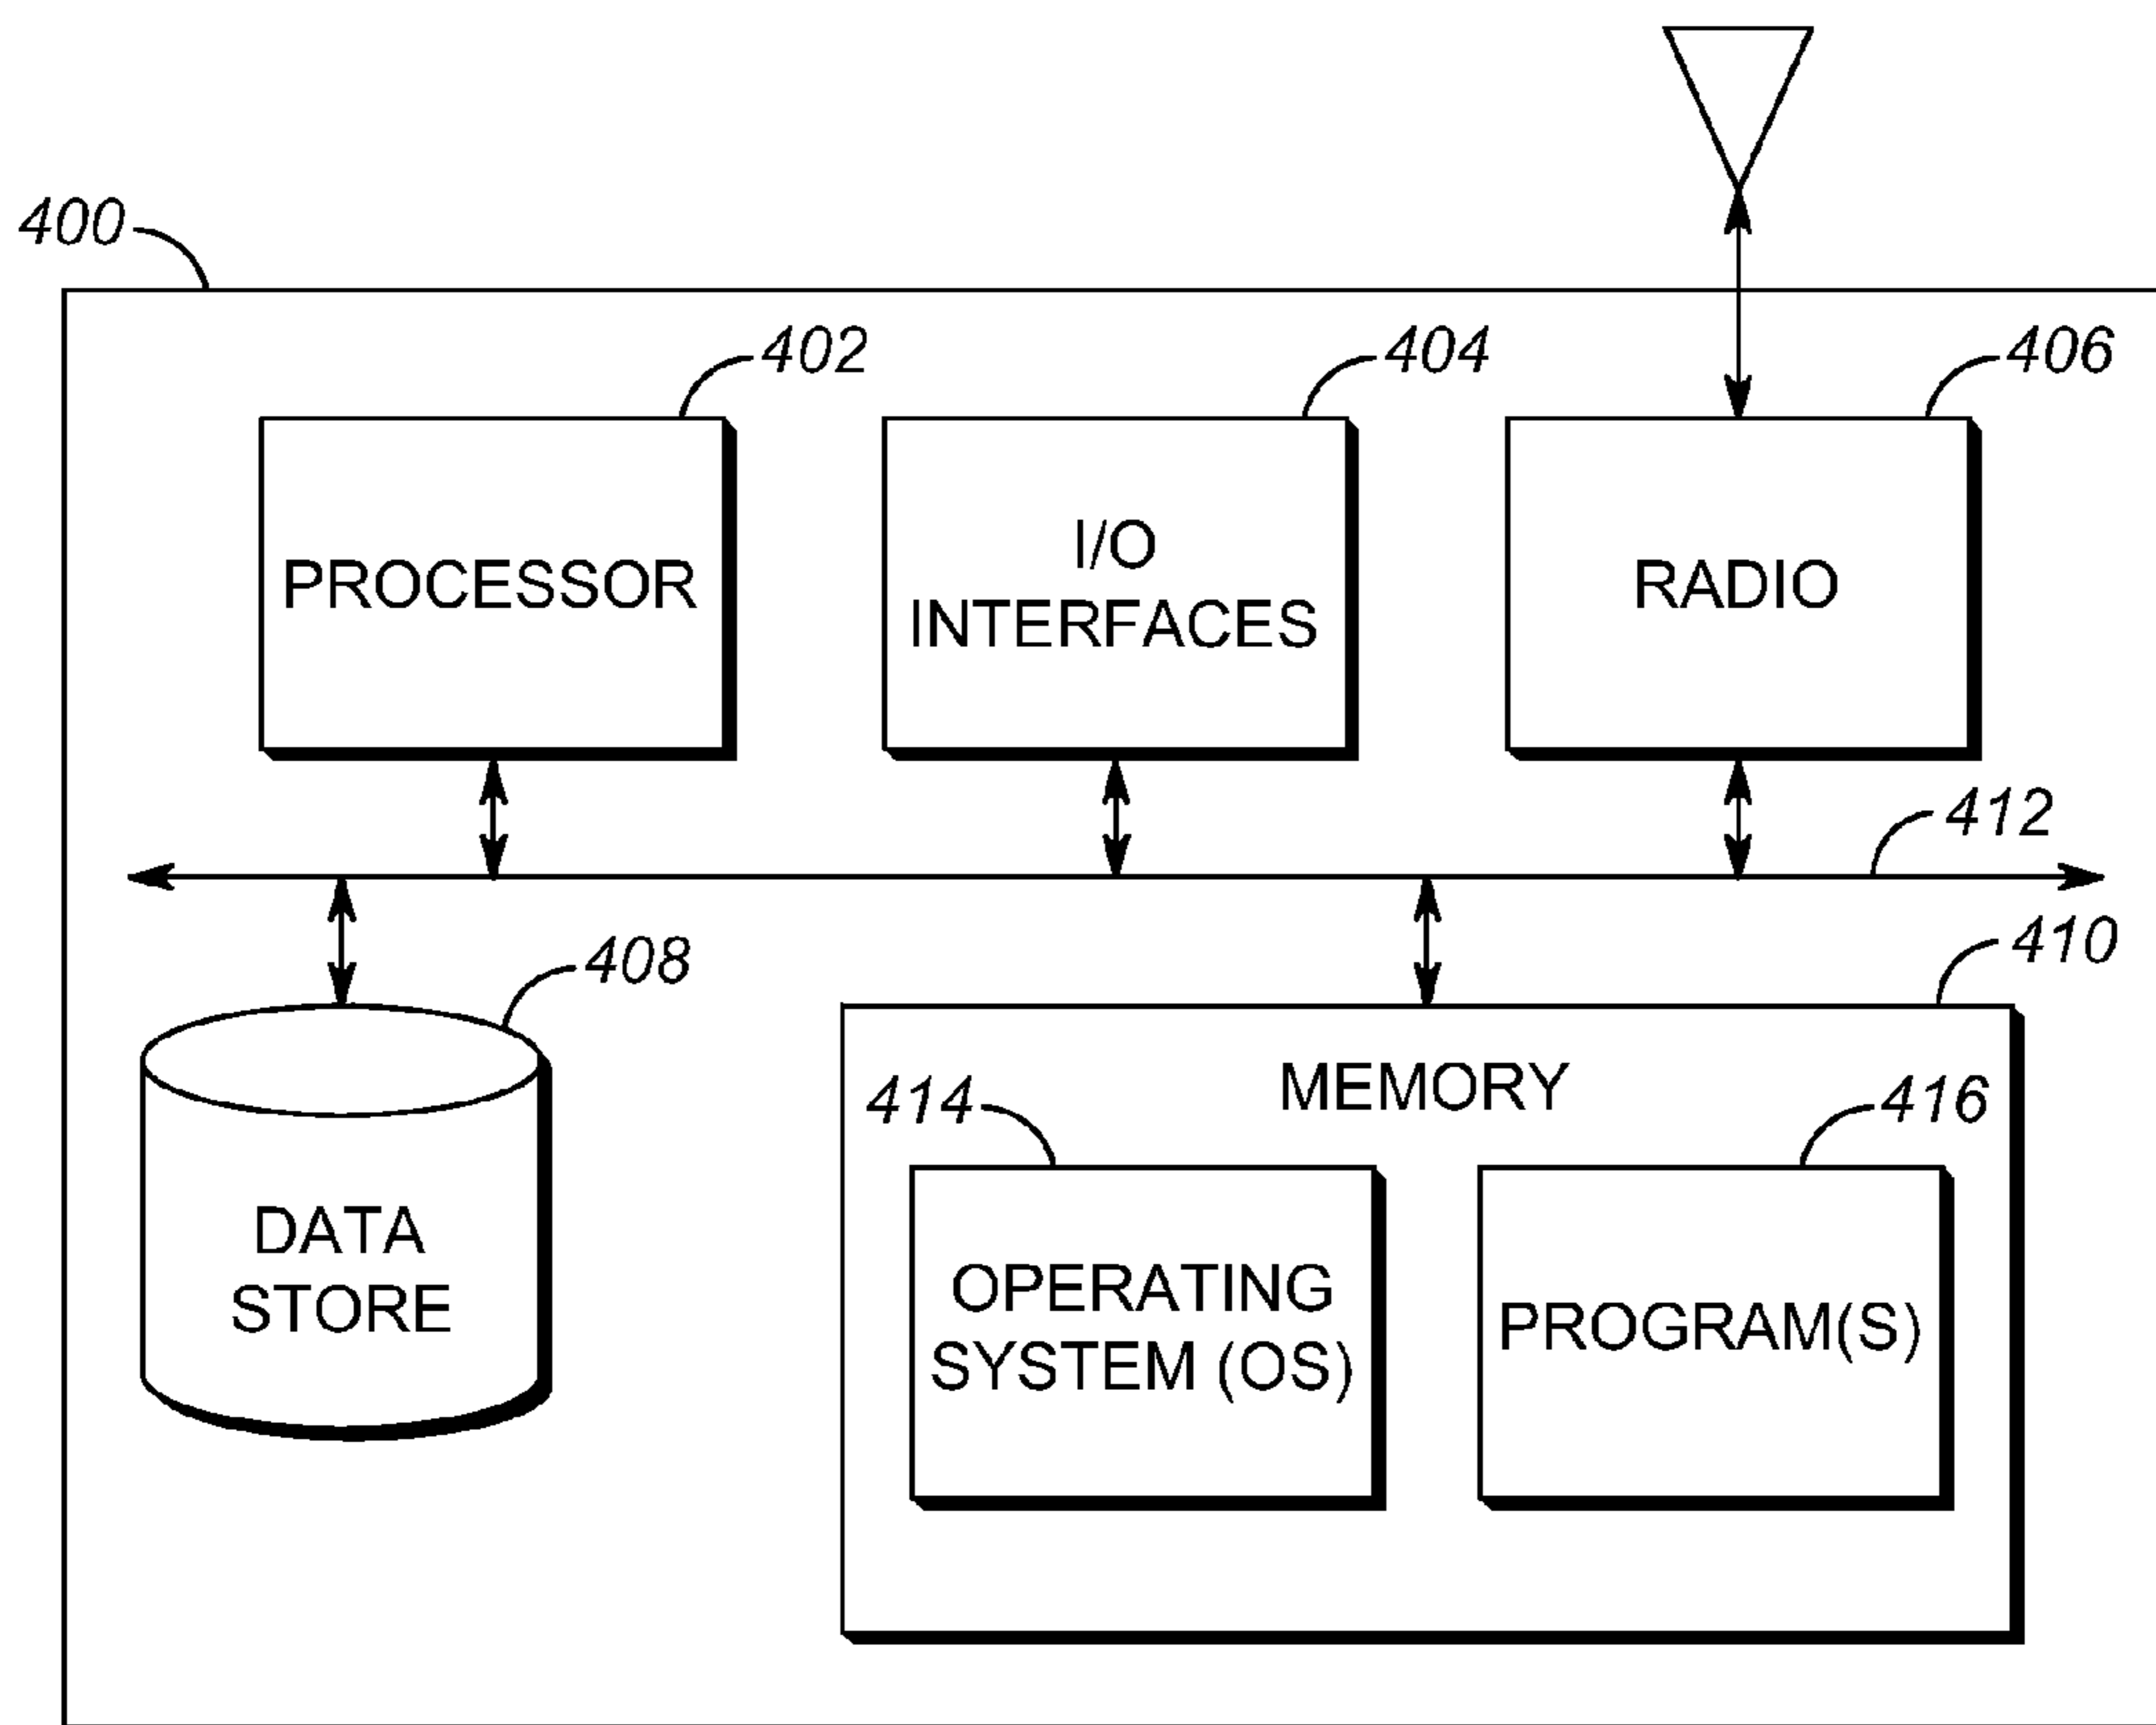 400
402
404
406
PROCESSOR
I/O
INTERFACES
RADIO
412
410
408
MEMORY
414
416
DATA
STORE
OPERATING
SYSTEM (OS)
PROGRAM(S)